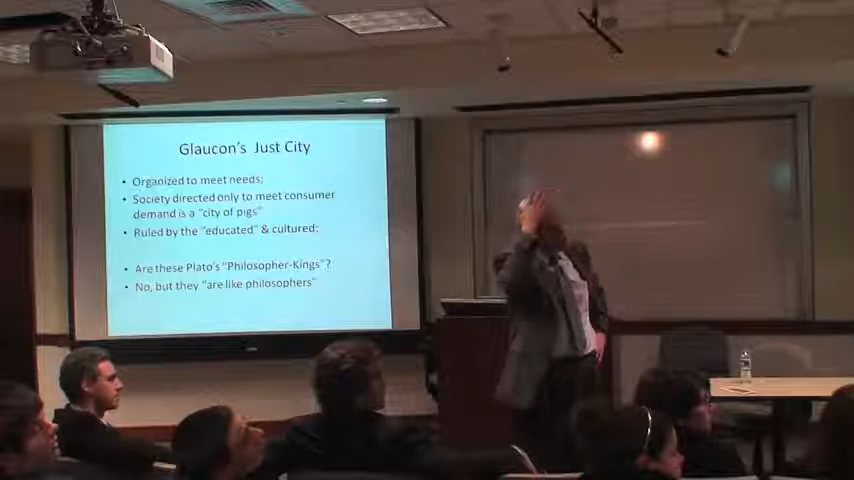 Glaucon's Just City
• Organized to meet needs;
• Society directed only to meet consumer
demand is a "city of pigs"
• Ruled by the "educated" & cultured:
• Are these Plato's "Philosopher-Kings"?
• No, but they "are like philosophers"